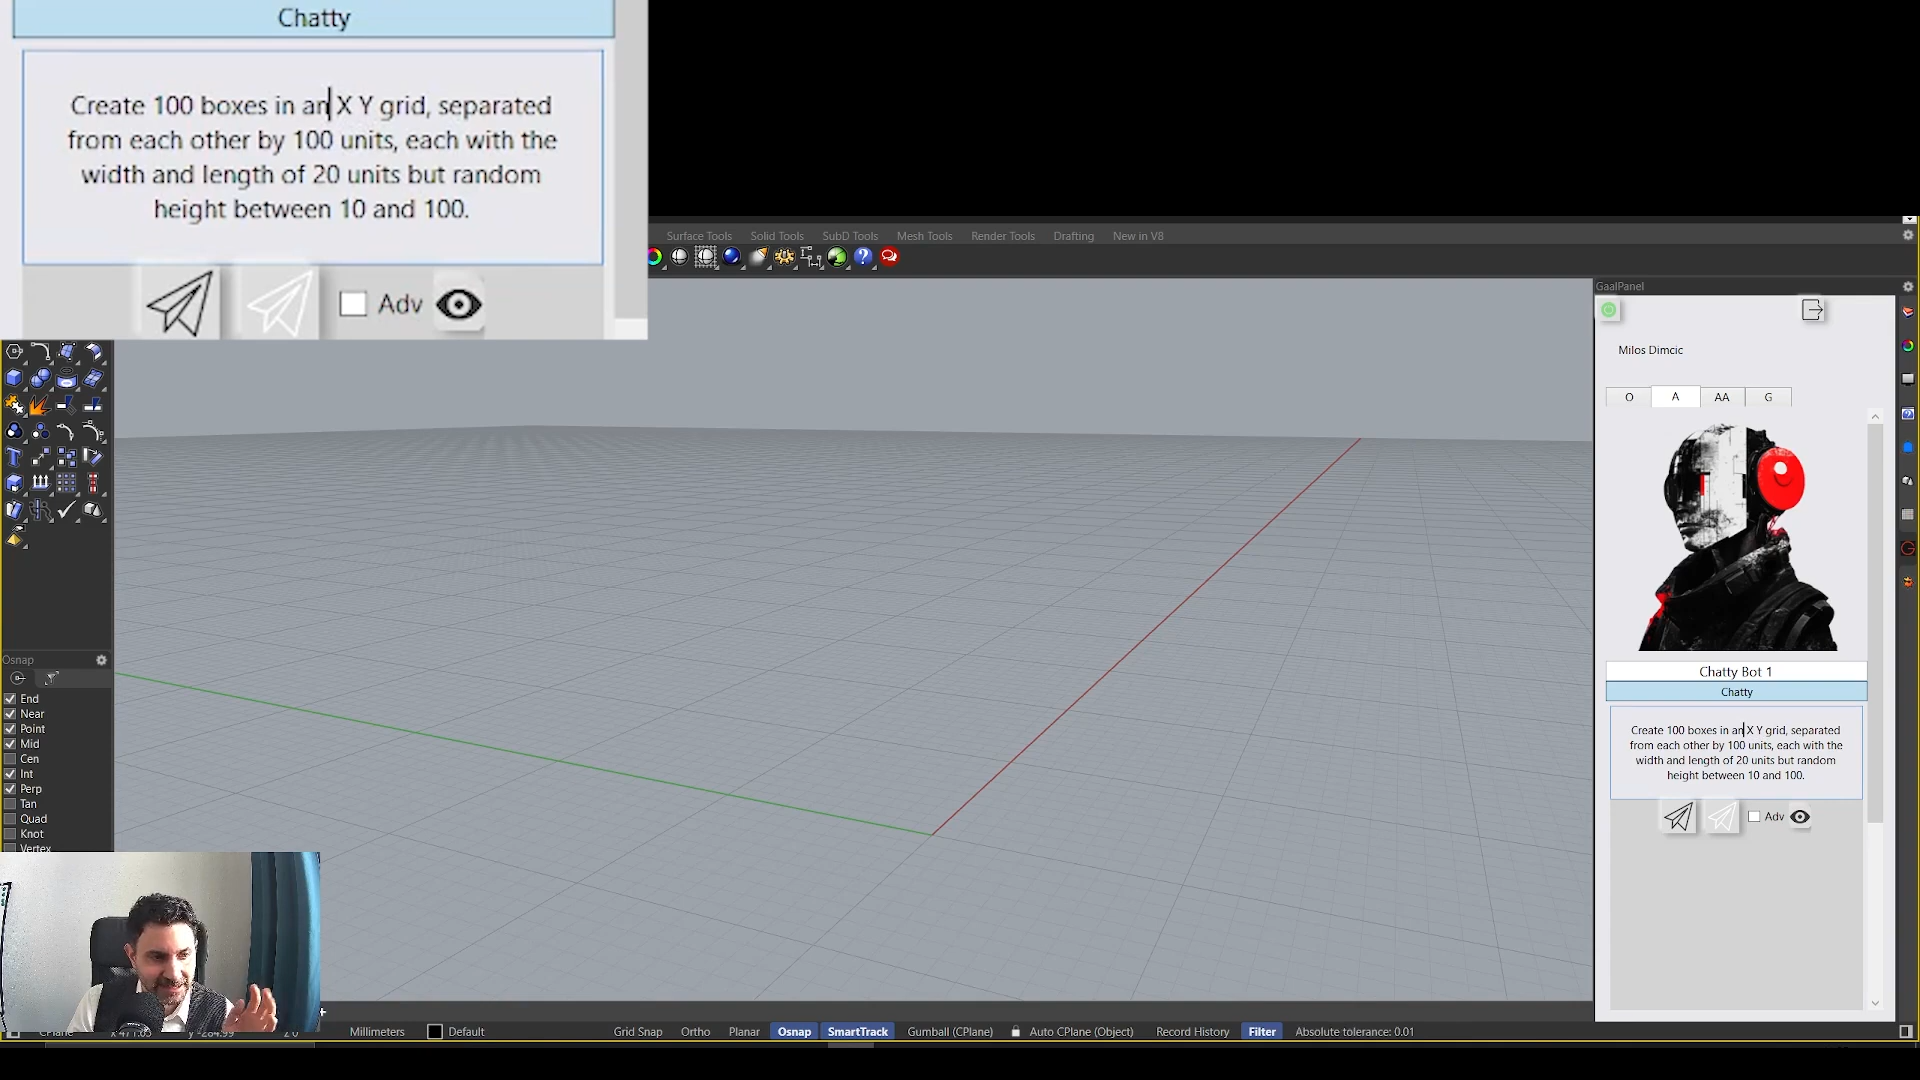 Chatty
Create 100 boxes in an X Y grid, separated
from each other by 100 units, each with the
width and length of 20 units but random
height between 10 and 100.
Adv
Surface Tools Solid Tools SubD Tools Mesh Tools Render Tools Drafting New in V8
GaalPanel
Milos Dimcic
O A AA G
Chatty Bot 1
Chatty
Create 100 boxes in an X Y grid, separated
from each other by 100 units, each with the
width and length of 20 units but random
height between 10 and 100.
Adv
Osnap
End
Near
Point
Mid
Cen
Int
Perp
Tan
Quad
Knot
Vertex
CPlane Millimeters Default Grid Snap Ortho Planar Osnap SmartTrack Gumball (CPlane) Auto CPlane (Object) Record History Filter Absolute tolerance: 0.01